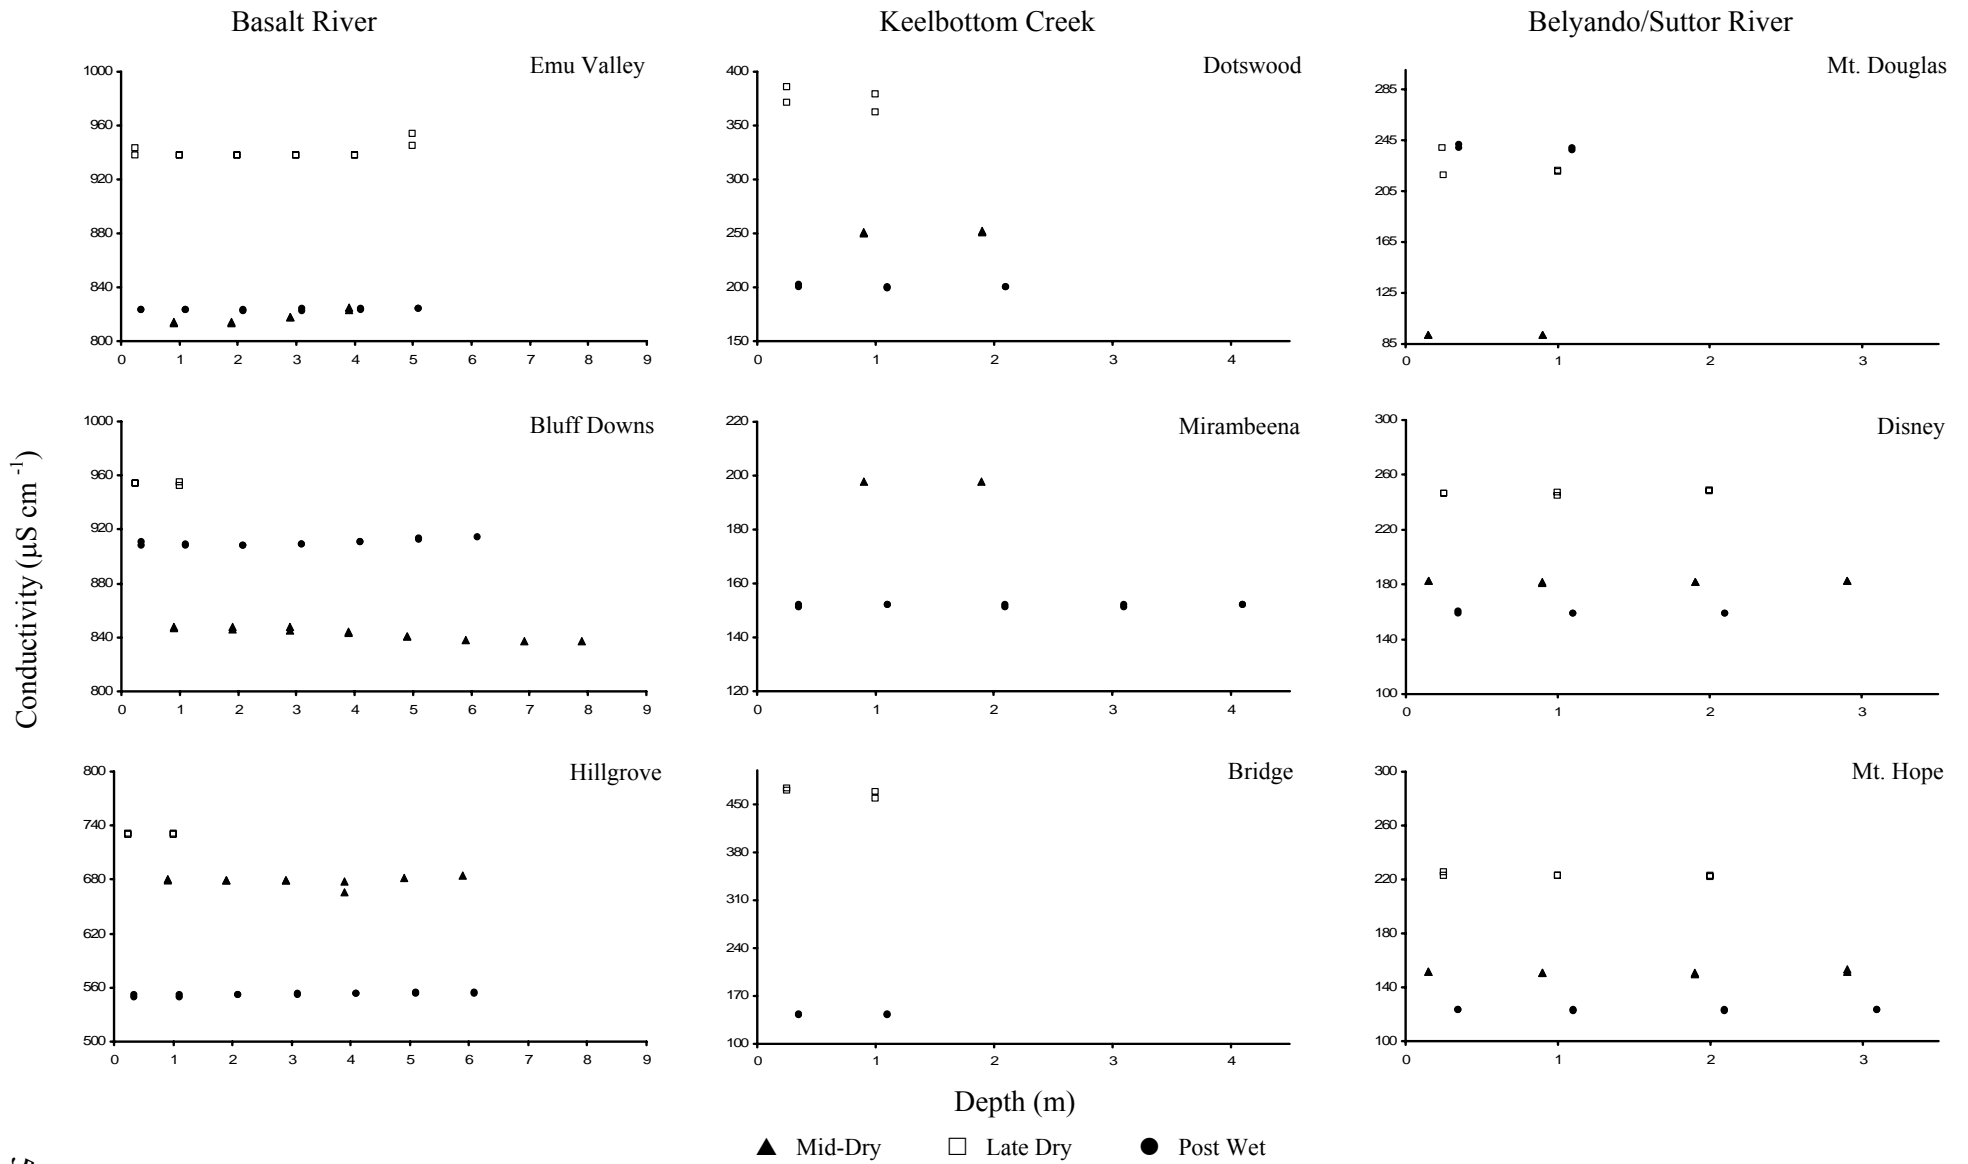 Basalt River
Keelbottom Creek
Belyando/Suttor River
Emu Valley
1000
960
920
880
840
800
0 1 2 3 4 5 6 7 8 9
Dotswood
400
350
300
250
200
150
0 1 2 3 4
Mt. Douglas
285
245
205
165
125
85
0 1 2 3
Conductivity (µS cm -1)
Bluff Downs
1000
960
920
880
840
800
0 1 2 3 4 5 6 7 8 9
Mirambeena
220
200
180
160
140
120
0 1 2 3 4
Disney
300
260
220
180
140
100
0 1 2 3
Hillgrove
800
740
680
620
560
500
0 1 2 3 4 5 6 7 8 9
Bridge
450
380
310
240
170
100
0 1 2 3 4
Mt. Hope
300
260
220
180
140
100
0 1 2 3
Depth (m)
Mid-Dry Late Dry Post Wet